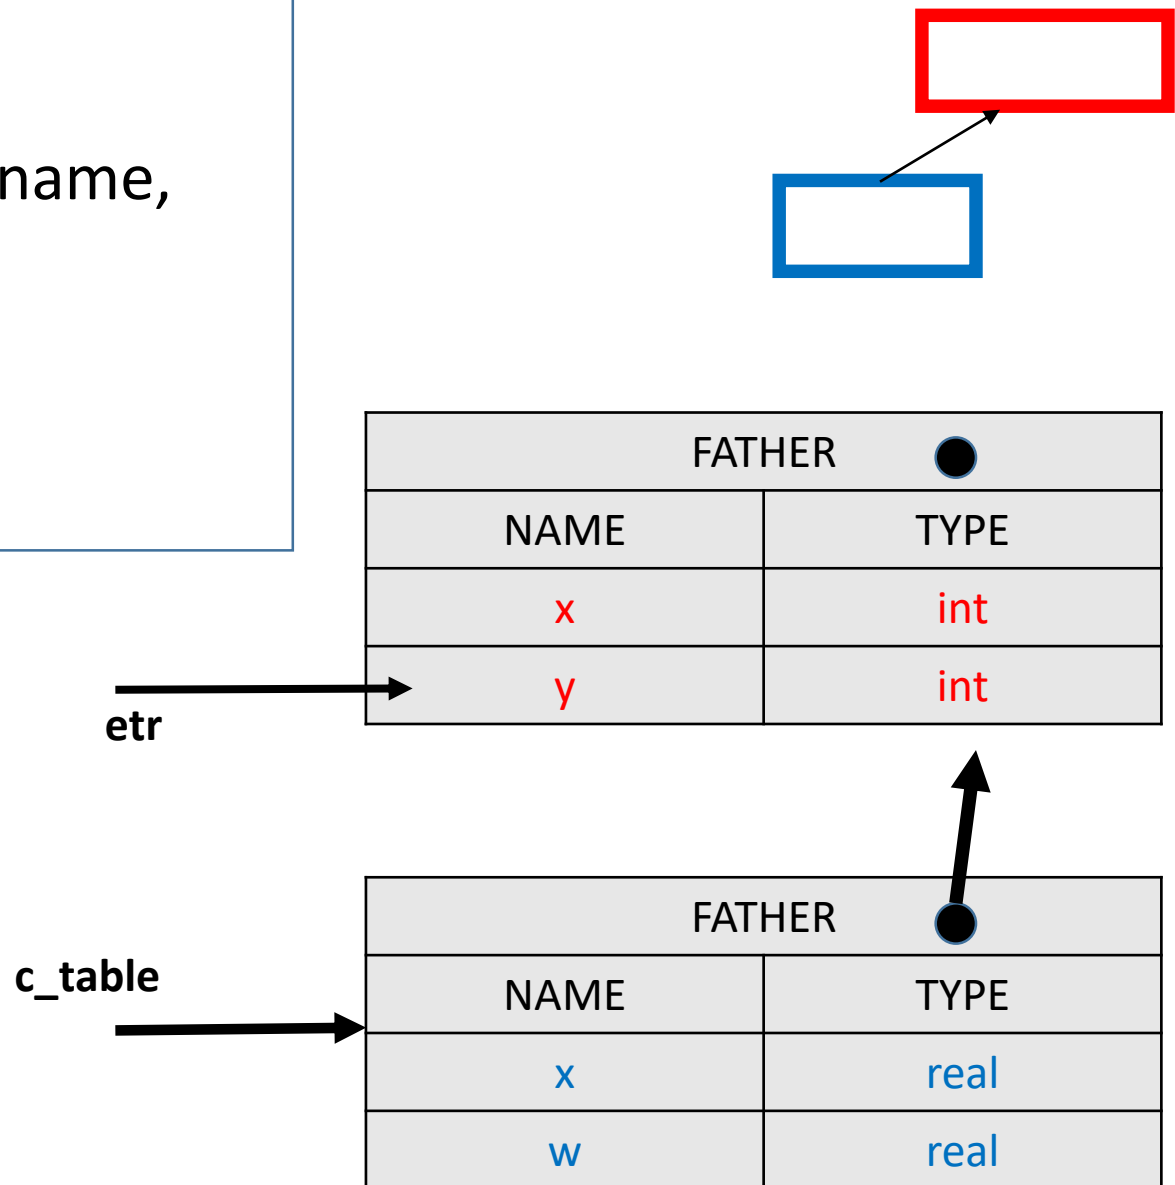 name,
FATHER
NAME TYPE
x int
y int
etr
FATHER
c_table
NAME TYPE
x real
w real